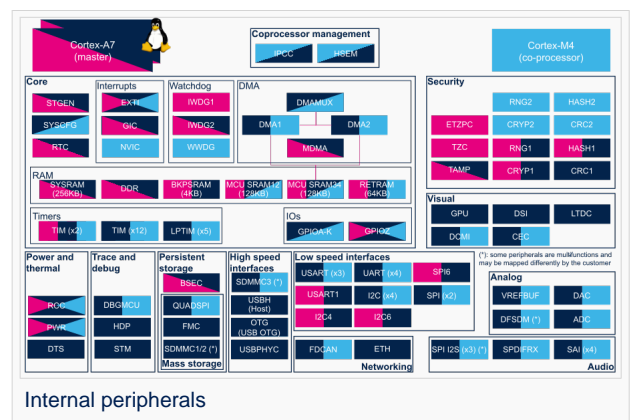 Cortex-A7
(master)
Coprocessor management
IPCC
HSEM
Cortex-M4
(co-processor)
Core
STGEN
SYSCFG
RTC
Interrupts
EXTI
GIC
NVIC
Watchdog
IWDG1
IWDG2
WWDG
DMA
DMAMUX
DMA1
DMA2
MDMA
Security
RNG2
HASH2
ETZPC
CRYP2
CRC2
TZC
RNG1
HASH1
TAMP
CRYP1
CRC1
RAM
SYSRAM
(256KB)
DDR
BKPSRAM
(4KB)
MCU SRAM12
(128KB)
MCU SRAM34
(128KB)
RETRAM
(64KB)
Timers
TIM (x2)
TIM (x12)
LPTIM (x5)
IOs
GPIOA-K
GPIOZ
Visual
GPU
DSI
LTDC
DCMI
CEC
(*): some peripherals are multifunctions and
may be mapped differently by the customer
Power and
thermal
RCC
PWR
DTS
Trace and
debug
DBGMCU
HDP
STM
Persistent
storage
BSEC
QUADSPI
FMC
SDMMC1/2 (*)
Mass storage
High speed
interfaces
SDMMC3 (*)
USBH
(Host)
OTG
(USB OTG)
USBPHYC
Low speed interfaces
USART (x3)
UART (x4)
SPI6
USART1
I2C (x4)
SPI (x2)
I2C4
I2C6
FDCAN
ETH
Networking
Analog
VREFBUF
DAC
DFSDM (*)
ADC
SPI I2S (x3) (*)
SPDIFRX
SAI (x4)
Audio
Internal peripherals